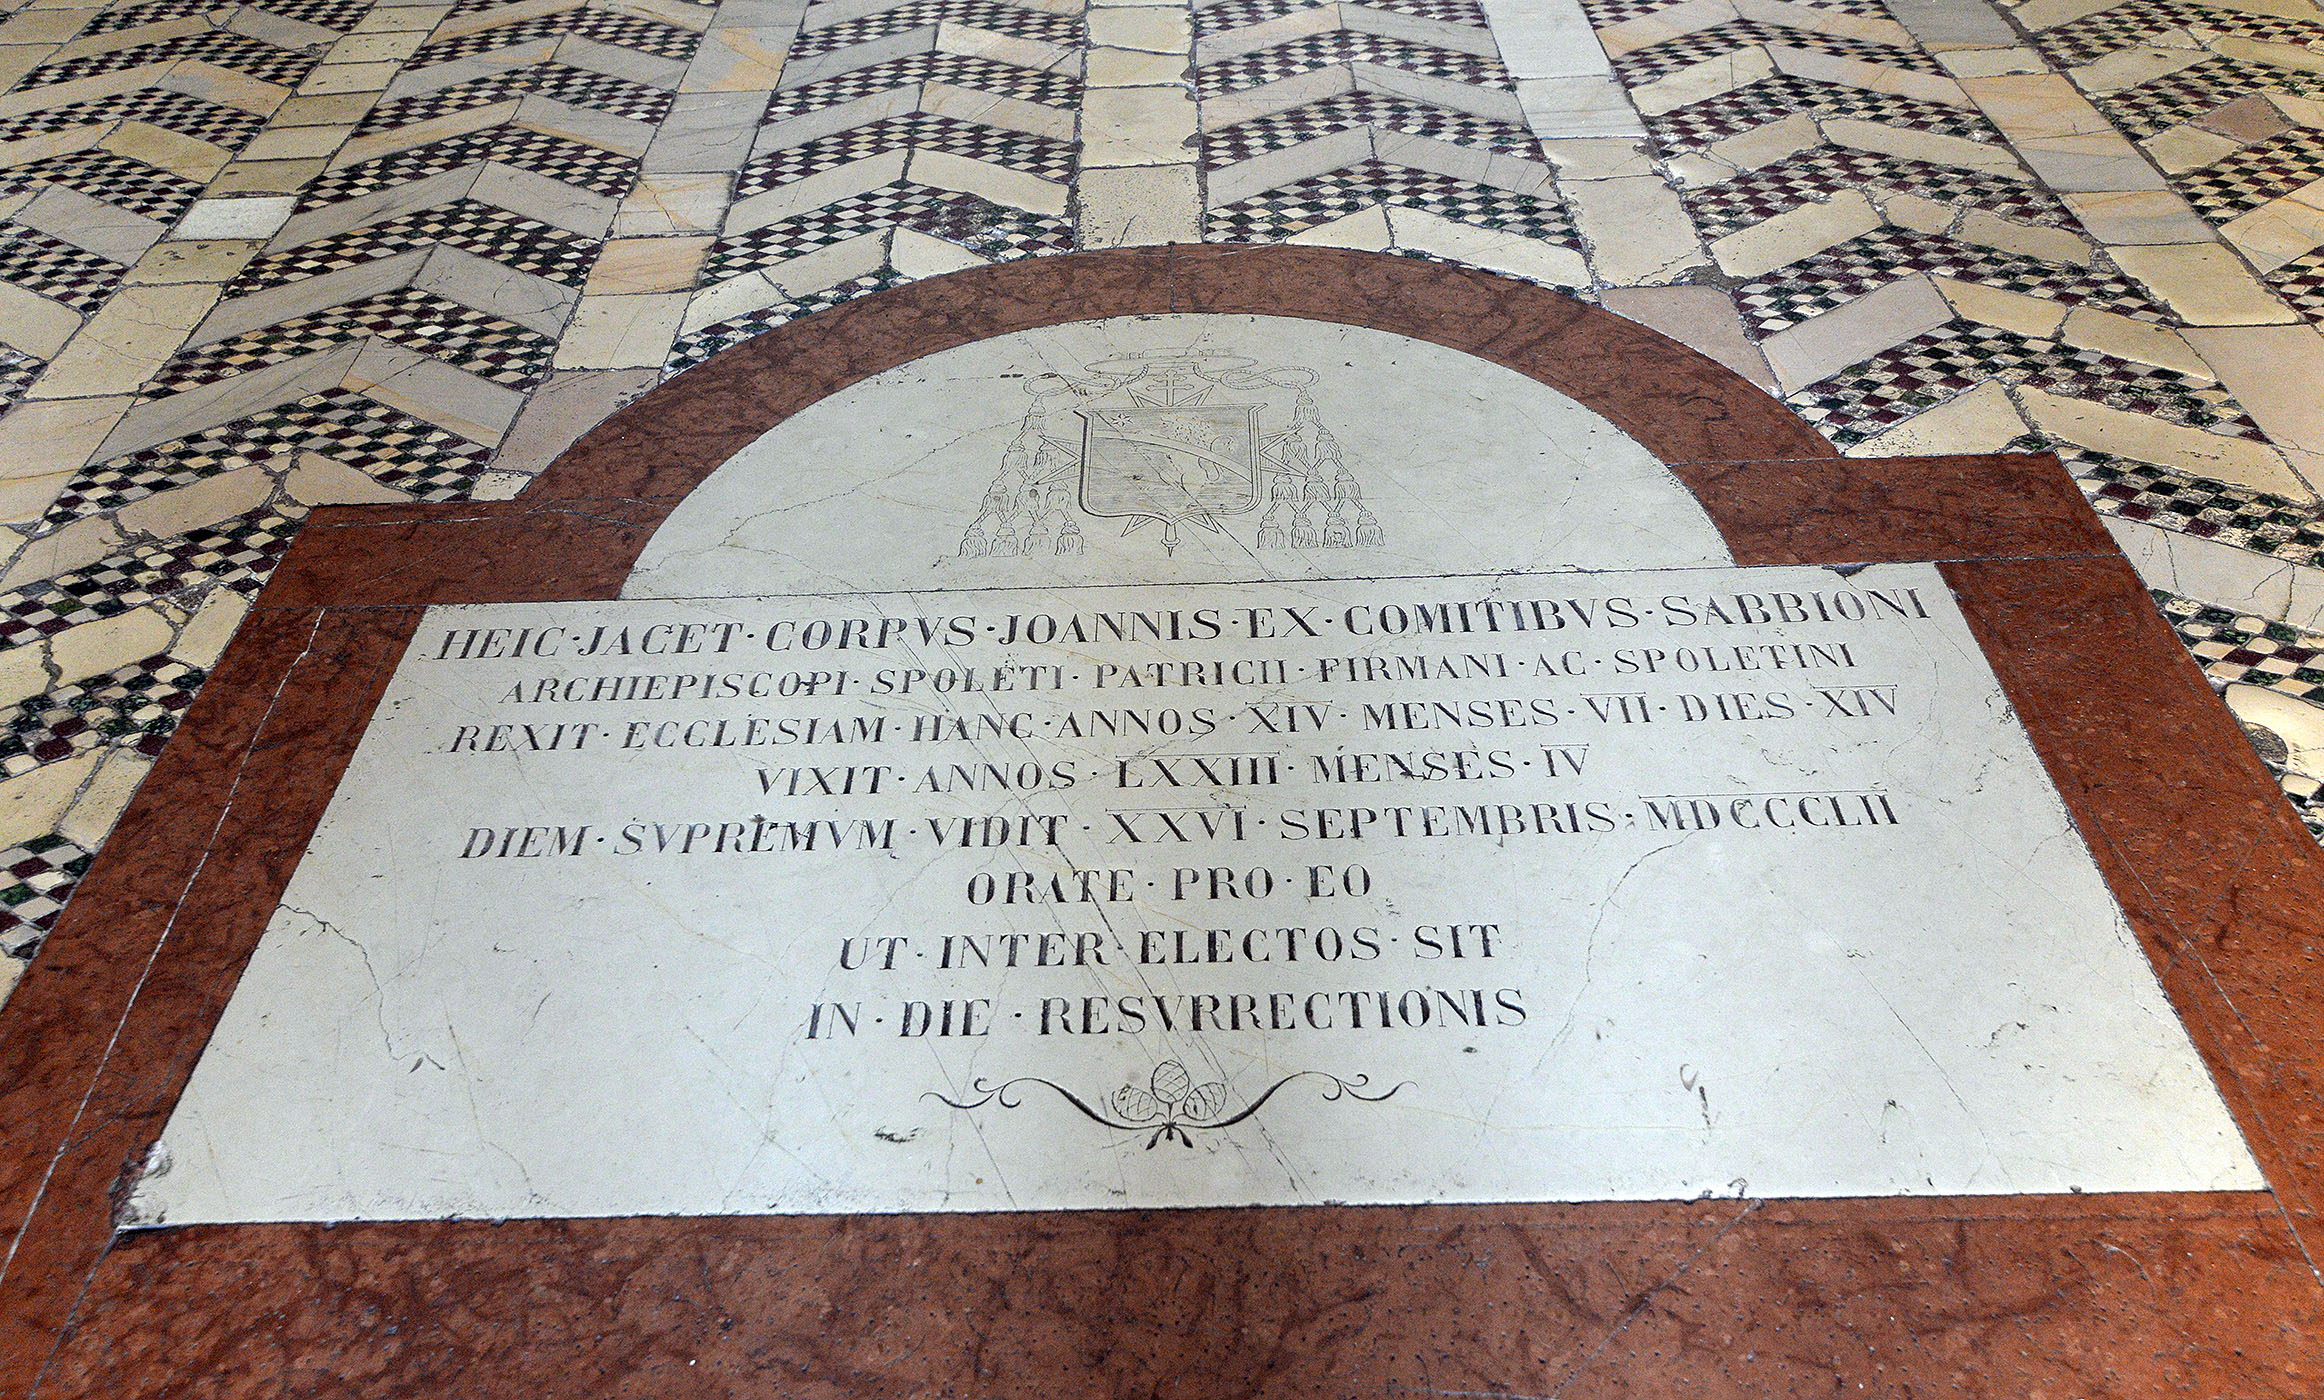 HEIC·JACET·CORPVS·JOANNIS·EX·COMITIBVS·SABBIONI
ARCHIEPISCOPI·SPOLETI·PATRICII·FIRMANI·AC·SPOLETINI
REXIT·ECCLESIAM·HANC·ANNOS·XIV·MENSES·VII·DIES·XIV
VIXIT·ANNOS·LXXIII·MENSES·IV
DIEM·SVPREMVM·VIDIT·XXVI·SEPTEMBRIS·MDCCCLII
ORATE·PRO·EO
UT·INTER·ELECTOS·SIT
IN·DIE·RESVRRECTIONIS